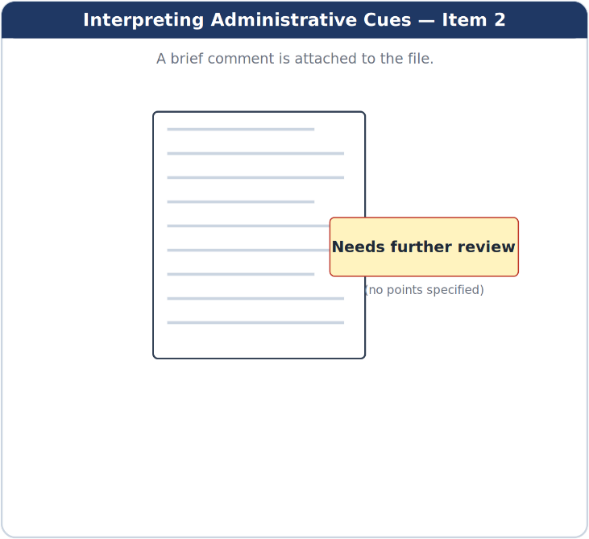 Interpreting Administrative Cues — Item 2
A brief comment is attached to the file.
Needs further review
(no points specified)